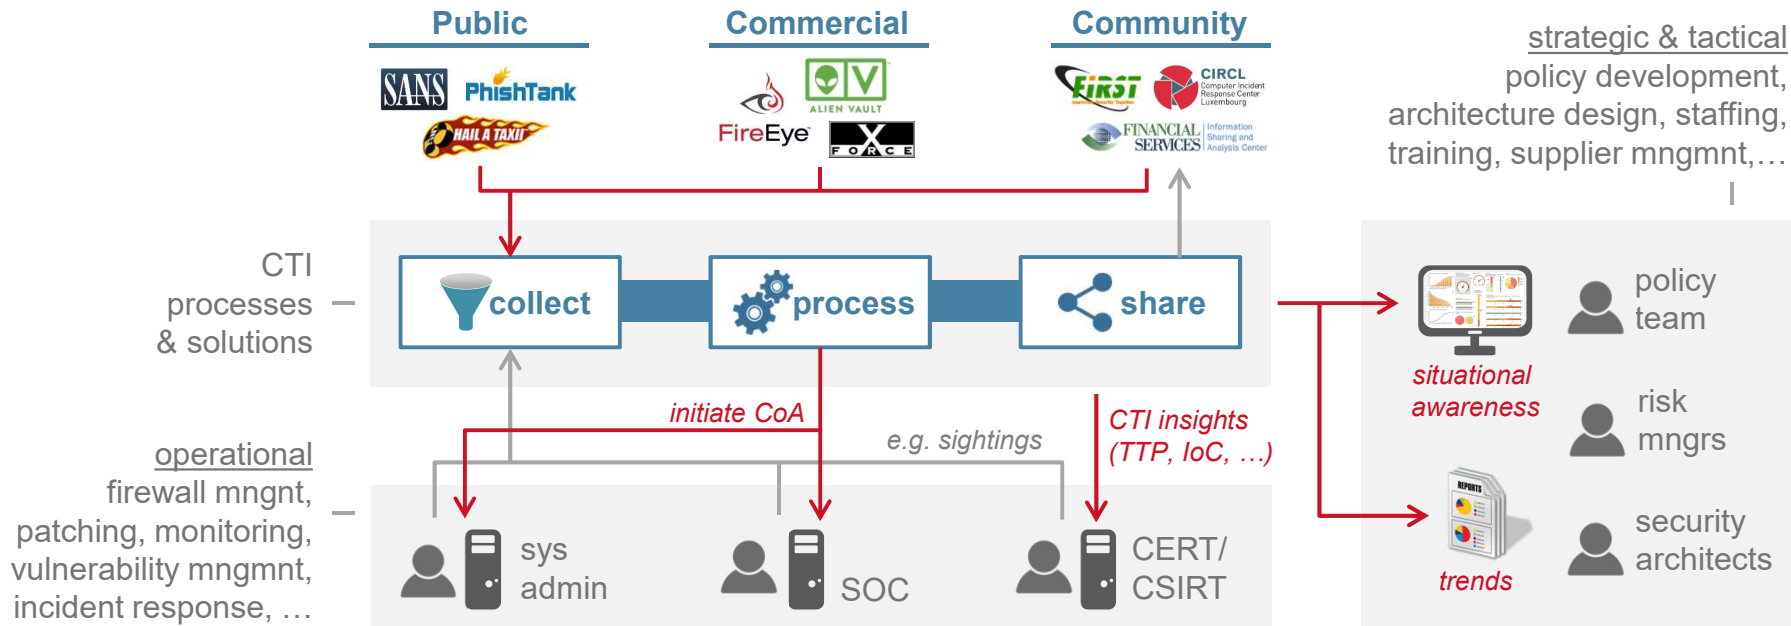 Public
Commercial
Community
SANS
PhishTank
HAIL A TAXII
FireEye
ALIEN VAULT
X
FORCE
FIRST
CIRCL
Computer Incident
Response Center
Luxembourg
FINANCIAL
SERVICES
Information
Sharing and
Analysis Center
strategic & tactical
policy development,
architecture design, staffing,
training, supplier mngmnt,…
CTI
processes
& solutions
collect
process
share
initiate CoA
e.g. sightings
CTI insights
(TTP, IoC, …)
operational
firewall mngnt,
patching, monitoring,
vulnerability mngmnt,
incident response, …
sys
admin
SOC
CERT/
CSIRT
situational
awareness
REPORTS
trends
policy
team
risk
mngrs
security
architects